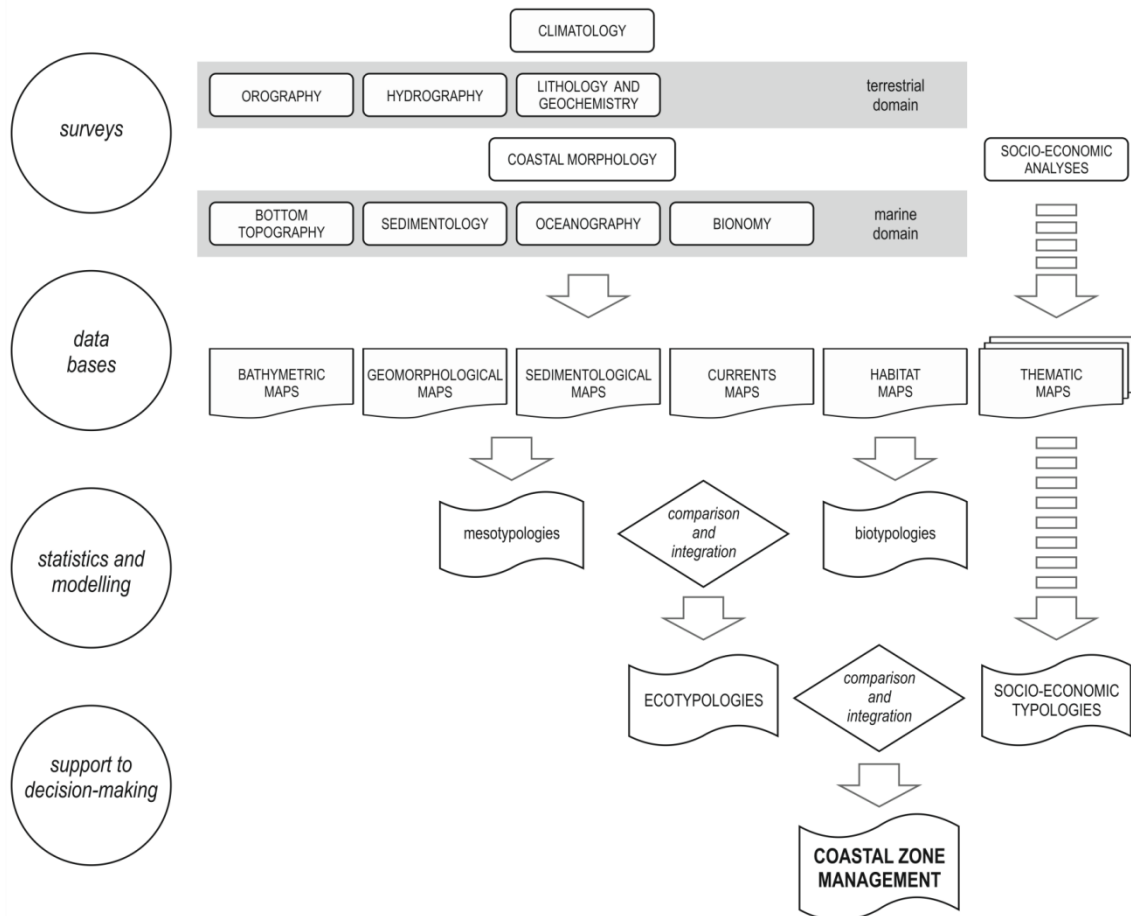 CLIMATOLOGY
surveys
OROGRAPHY
HYDROGRAPHY
LITHOLOGY AND
GEOCHEMISTRY
terrestrial
domain
COASTAL MORPHOLOGY
SOCIO-ECONOMIC
ANALYSES
BOTTOM
TOPOGRAPHY
SEDIMENTOLOGY
OCEANOGRAPHY
BIONOMY
marine
domain
data
bases
BATHYMETRIC
MAPS
GEOMORPHOLOGICAL
MAPS
SEDIMENTOLOGICAL
MAPS
CURRENTS
MAPS
HABITAT
MAPS
THEMATIC
MAPS
statistics and
modelling
mesotypologies
comparison
and
integration
biotypologies
ECOTYPOLOGIES
comparison
and
integration
SOCIO-ECONOMIC
TYPOLOGIES
support to
decision-making
COASTAL ZONE
MANAGEMENT